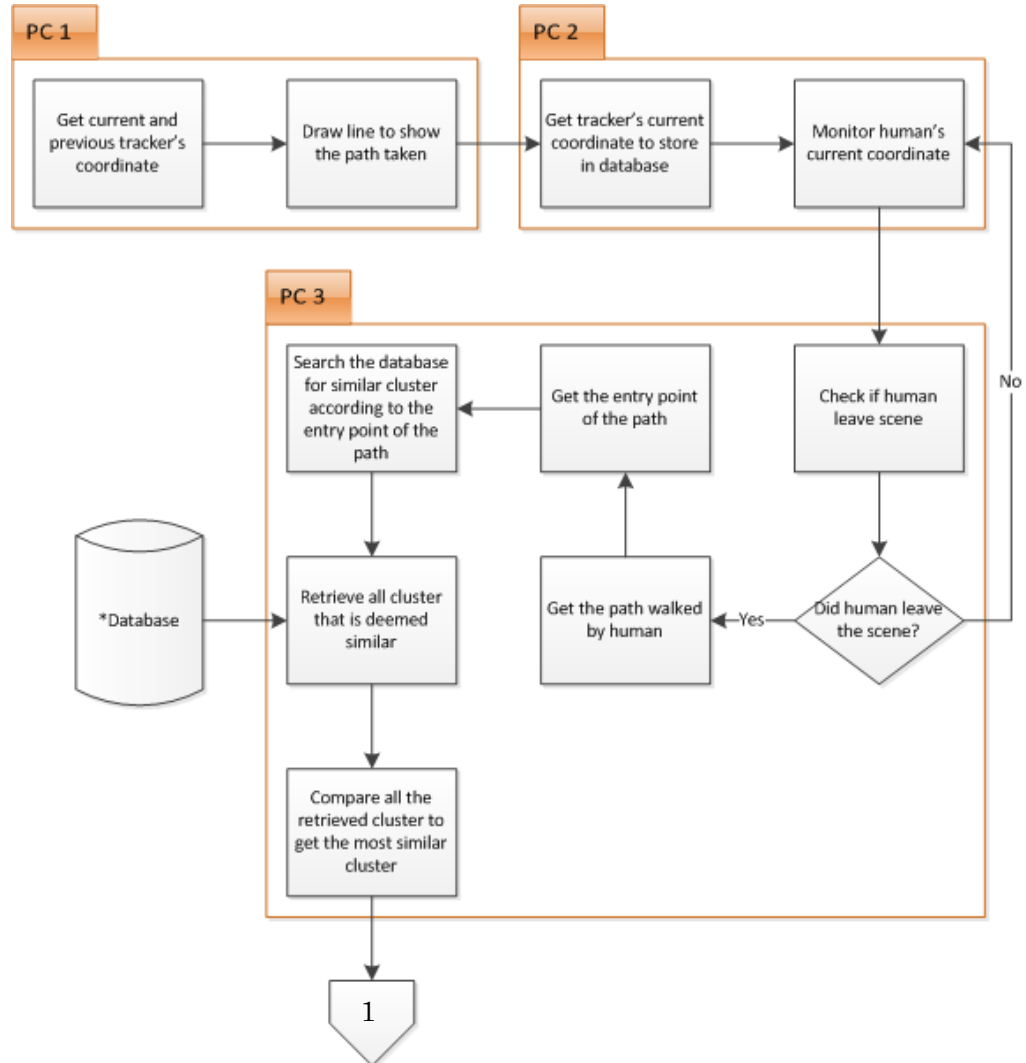 PC 1
Get current and
previous tracker's
coordinate
Draw line to show
the path taken
PC 2
Get tracker's current
coordinate to store
in database
Monitor human's
current coordinate
PC 3
Search the database
for similar cluster
according to the
entry point of the
path
Get the entry point
of the path
Check if human
leave scene
No
*Database
Retrieve all cluster
that is deemed
similar
Get the path walked
by human
Yes
Did human leave
the scene?
Compare all the
retrieved cluster to
get the most similar
cluster
1